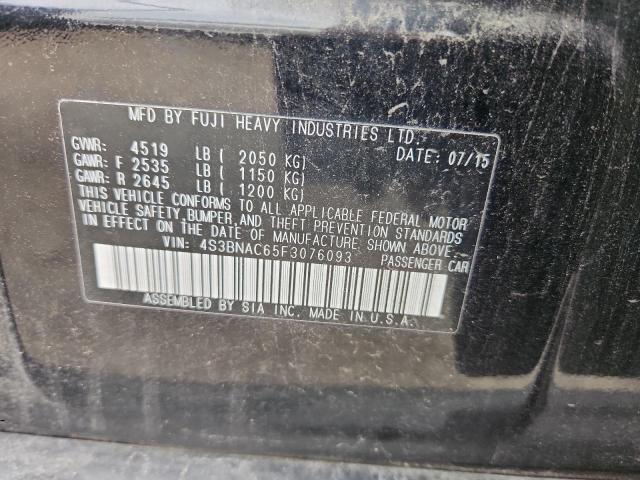 MFD BY FUJI HEAVY INDUSTRIES LTD.
GVWR: 4519 LB ( 2050 KG) DATE: 07/15
GAWR: F 2535 LB ( 1150 KG)
GAWR: R 2645 LB ( 1200 KG)
THIS VEHICLE CONFORMS TO ALL APPLICABLE FEDERAL MOTOR
VEHICLE SAFETY, BUMPER, AND THEFT PREVENTION STANDARDS
IN EFFECT ON THE DATE OF MANUFACTURE SHOWN ABOVE.
VIN: 4S3BNAC65F3076093 PASSENGER CAR
ASSEMBLED BY SIA INC. MADE IN U.S.A.